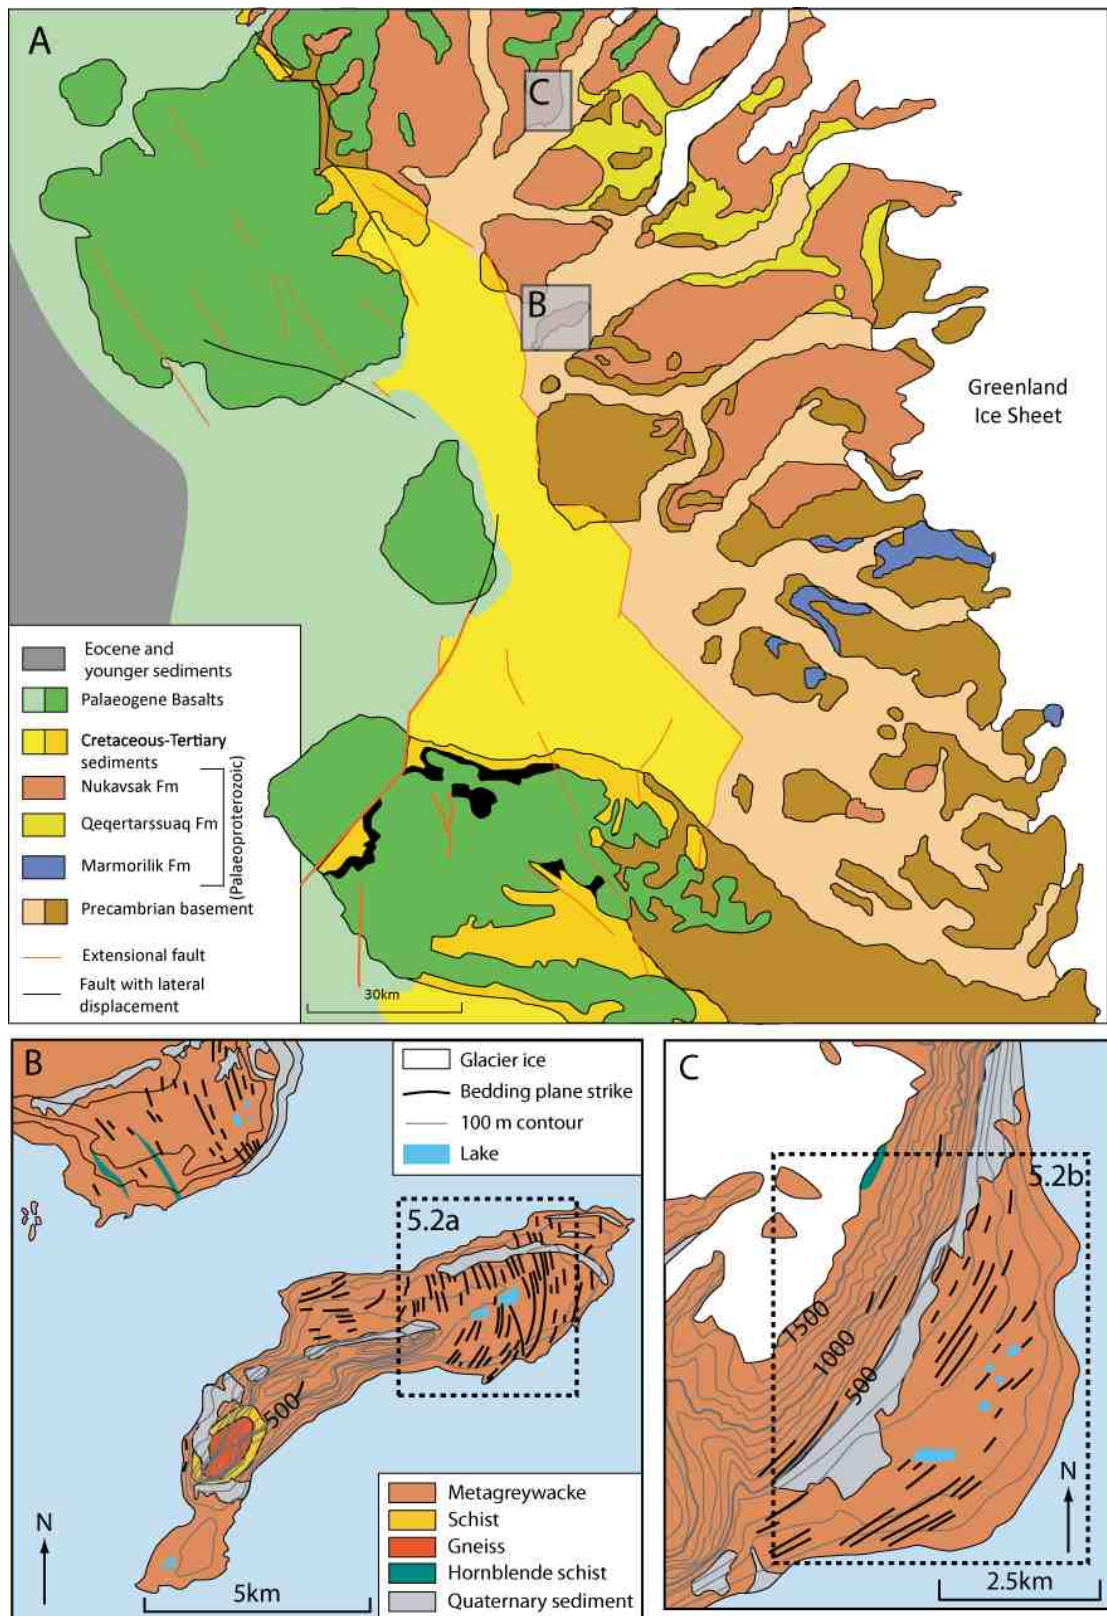 A
C
B
Greenland
Ice Sheet
Eocene and
younger sediments
Palaeogene Basalts
Cretaceous-Tertiary
sediments
Nukavsak Fm
Qeqertarssuaq Fm
Marmorilik Fm
(Palaeoproterozoic)
Precambrian basement
Extensional fault
Fault with lateral
displacement
30km
B
Glacier ice
Bedding plane strike
100 m contour
Lake
5.2a
500
N
5km
Metagreywacke
Schist
Gneiss
Hornblende schist
Quaternary sediment
C
5.2b
1500
1000
500
N
2.5km